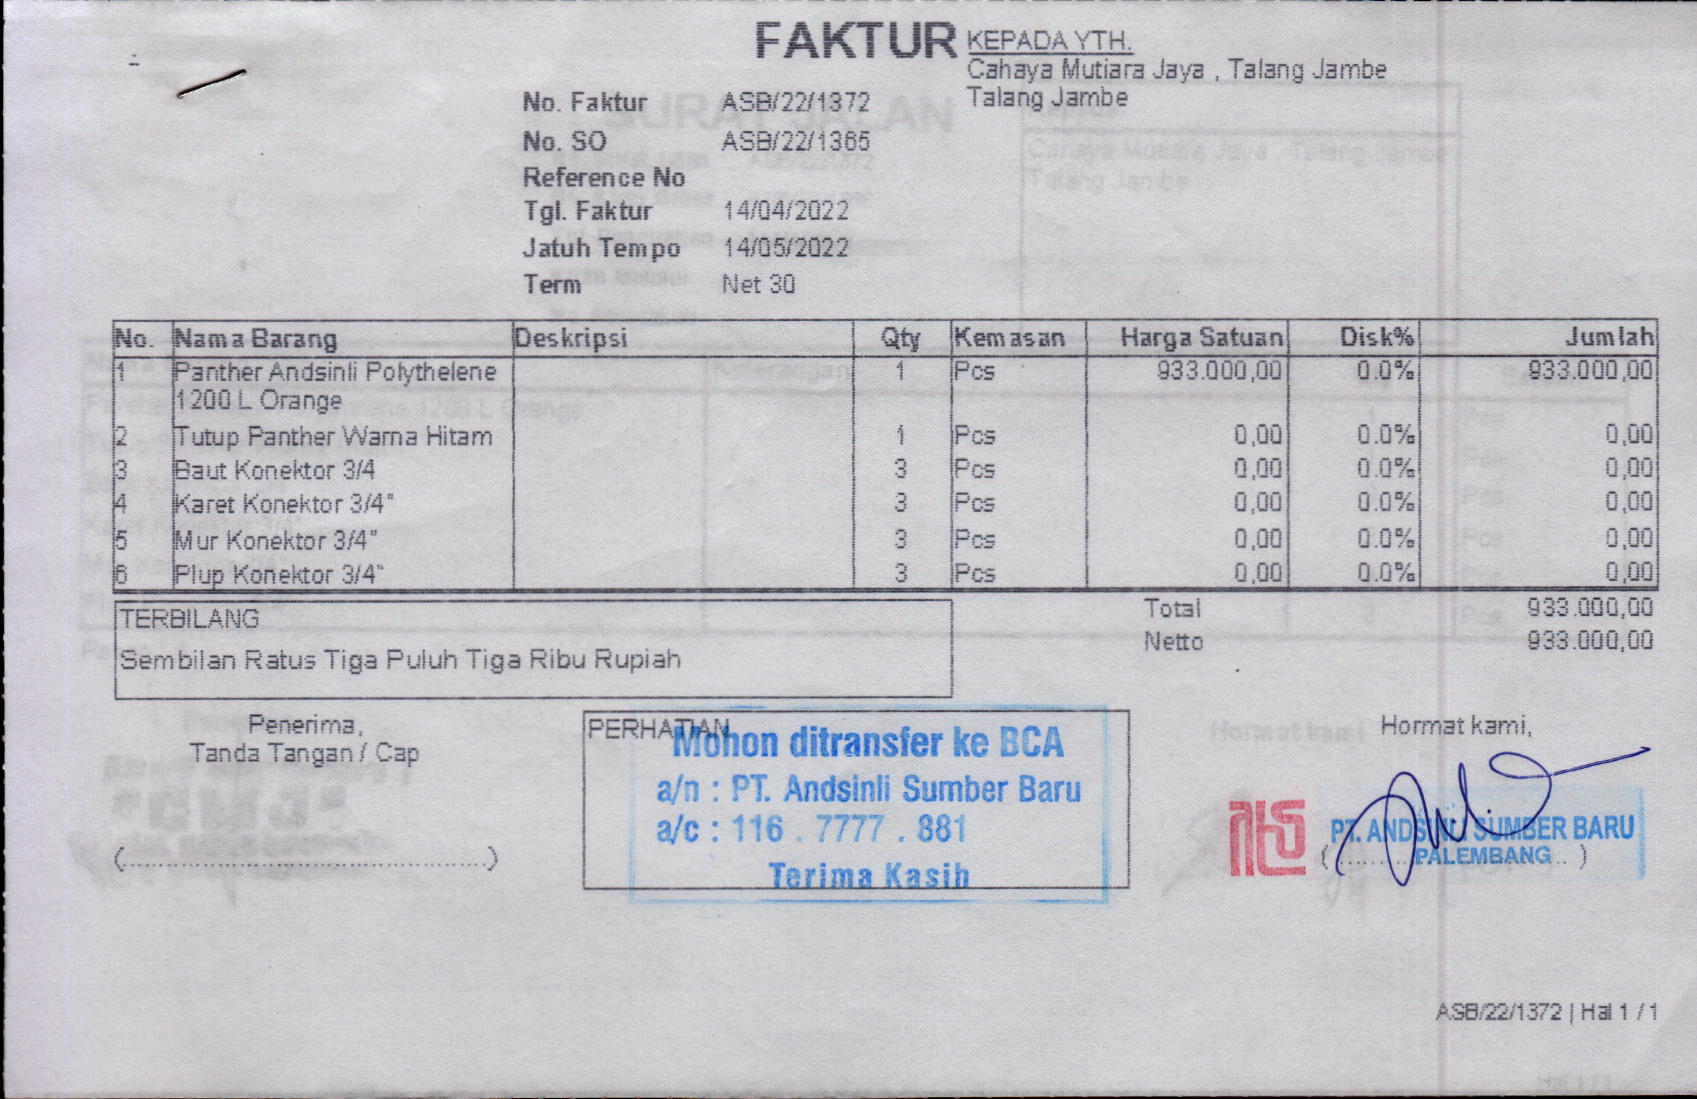 FAKTUR
KEPADA YTH.
Cahaya Mutiara Jaya , Talang Jambe
Talang Jambe
No. Faktur ASB/22/1372
No. SO ASB/22/1365
Reference No
Tgl. Faktur 14/04/2022
Jatuh Tempo 14/05/2022
Term Net 30
No. Nama Barang Deskripsi Qty Kemasan Harga Satuan Disk% Jumlah
1 Panther Andsinli Polythelene 1 Pcs 933.000,00 0.0% 933.000,00
1200 L Orange
2 Tutup Panther Warna Hitam 1 Pcs 0,00 0.0% 0,00
3 Baut Konektor 3/4 3 Pcs 0,00 0.0% 0,00
4 Karet Konektor 3/4" 3 Pcs 0,00 0.0% 0,00
5 Mur Konektor 3/4" 3 Pcs 0,00 0.0% 0,00
6 Plup Konektor 3/4" 3 Pcs 0,00 0.0% 0,00
TERBILANG
Sembilan Ratus Tiga Puluh Tiga Ribu Rupiah
Total 933.000,00
Netto 933.000,00
Penerima,
Tanda Tangan / Cap
(..................................................)
PERHATIAN
Mohon ditransfer ke BCA
a/n : PT. Andsinli Sumber Baru
a/c : 116 . 7777 . 881
Terima Kasih
Hormat kami,
PT. ANDSINLI SUMBER BARU
PALEMBANG
ASB/22/1372 | Hal 1 / 1